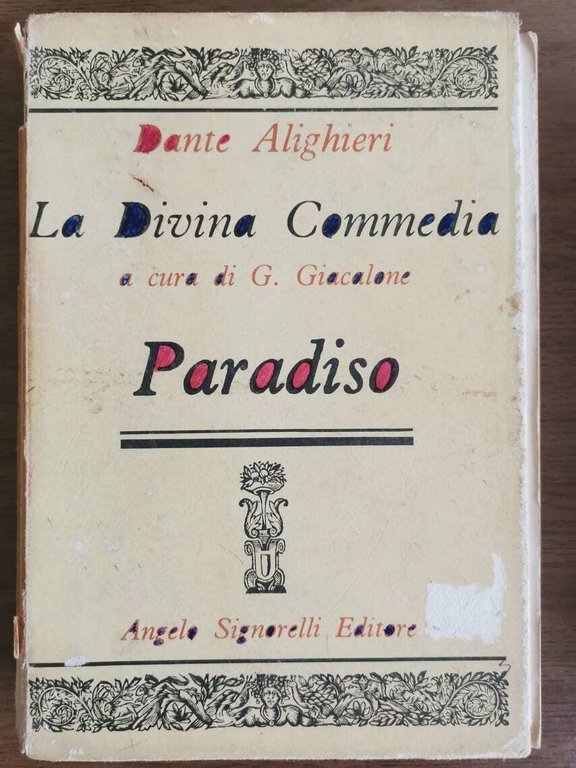 Dante Alighieri
La Divina Commedia
a cura di G. Giacalone
Paradiso
Angelo Signorelli Editore